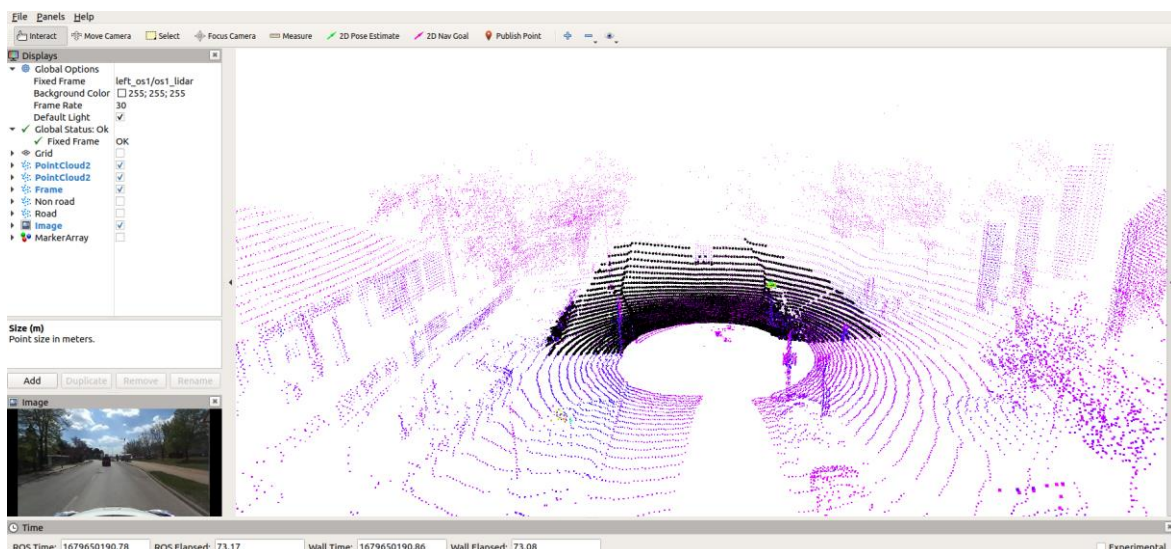 File Panels Help
Interact Move Camera Select Focus Camera Measure 2D Pose Estimate 2D Nav Goal Publish Point
Displays
Global Options
Fixed Frame left_os1/os1_lidar
Background Color 255; 255; 255
Frame Rate 30
Default Light
Global Status: Ok
Fixed Frame OK
Grid
PointCloud2
PointCloud2
Frame
Non road
Road
Image
MarkerArray
Size (m)
Point size in meters.
Add Duplicate Remove Rename
Image
Time
ROS Time: 1679650190.78 ROS Elapsed: 73.17 Wall Time: 1679650190.86 Wall Elapsed: 73.08 Experimental